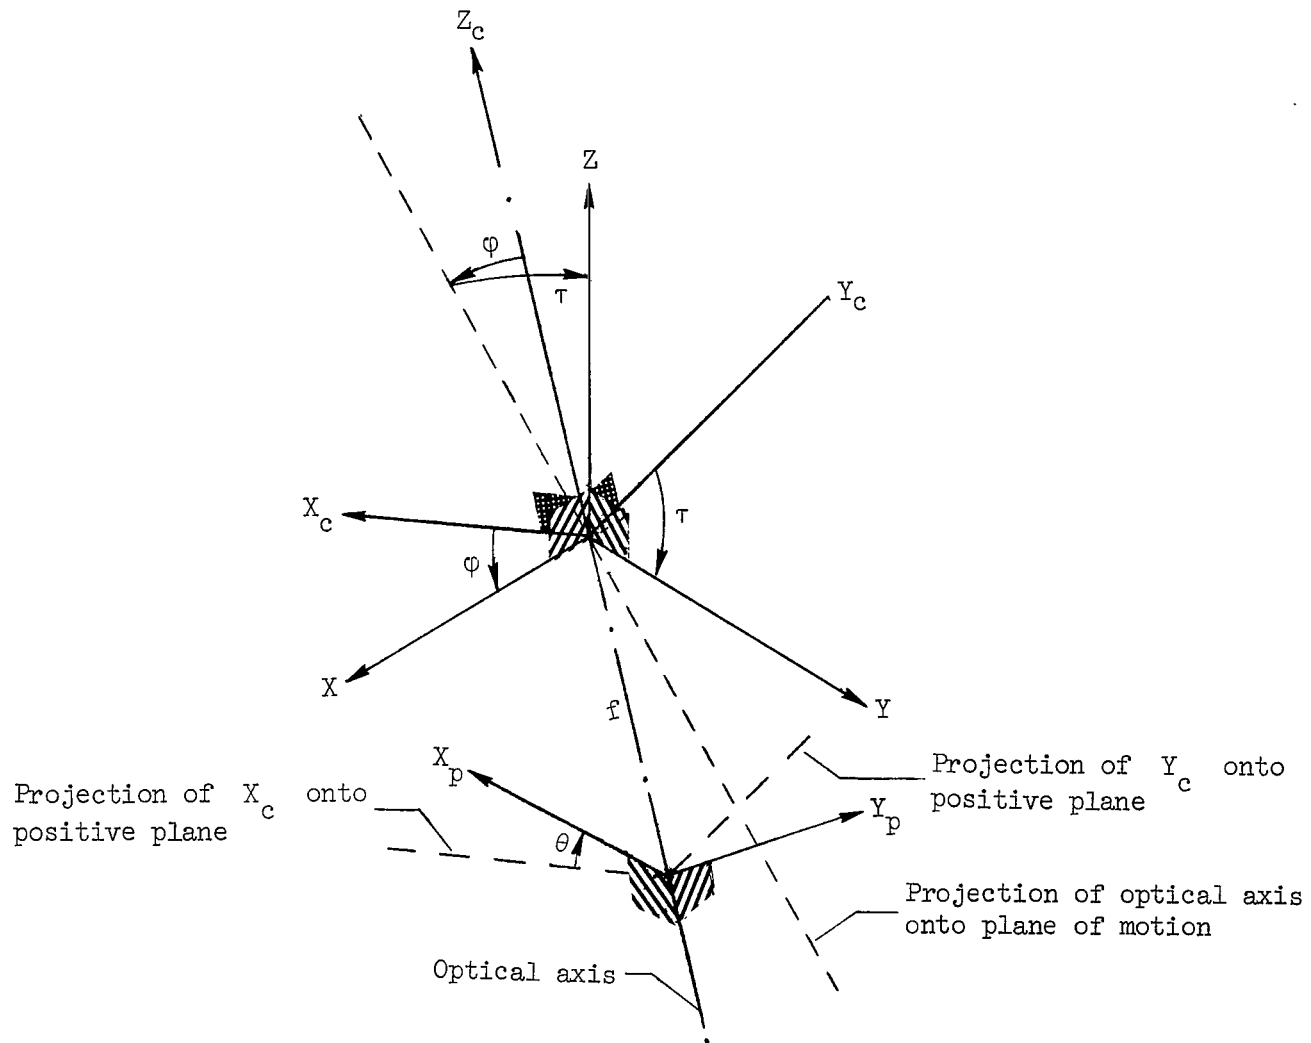 Z_c
Z
φ
τ
Y_c
X_c
τ
φ
X
Y
f
X_p
Projection of Y_c onto
positive plane
Projection of X_c onto
positive plane
Y_p
θ
Projection of optical axis
onto plane of motion
Optical axis